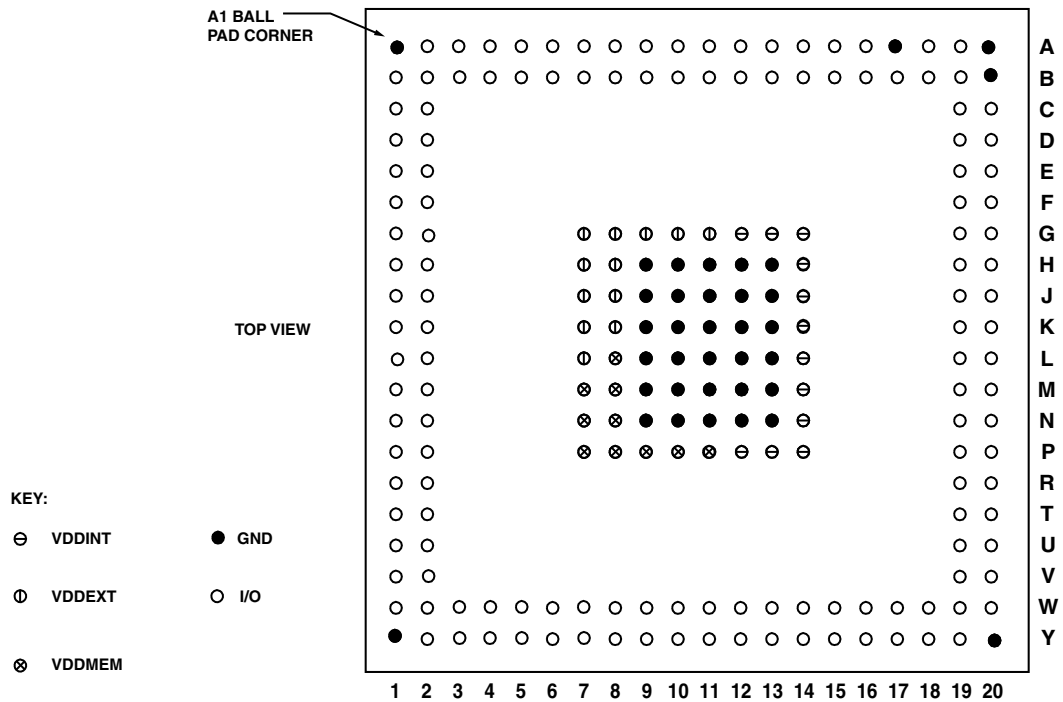 A1 BALL
PAD CORNER
A
B
C
D
E
F
G
H
J
K
TOP VIEW
L
M
N
P
R
KEY:
T
VDDINT GND
U
V
VDDEXT I/O
W
Y
VDDMEM
1 2 3 4 5 6 7 8 9 10 11 12 13 14 15 16 17 18 19 20